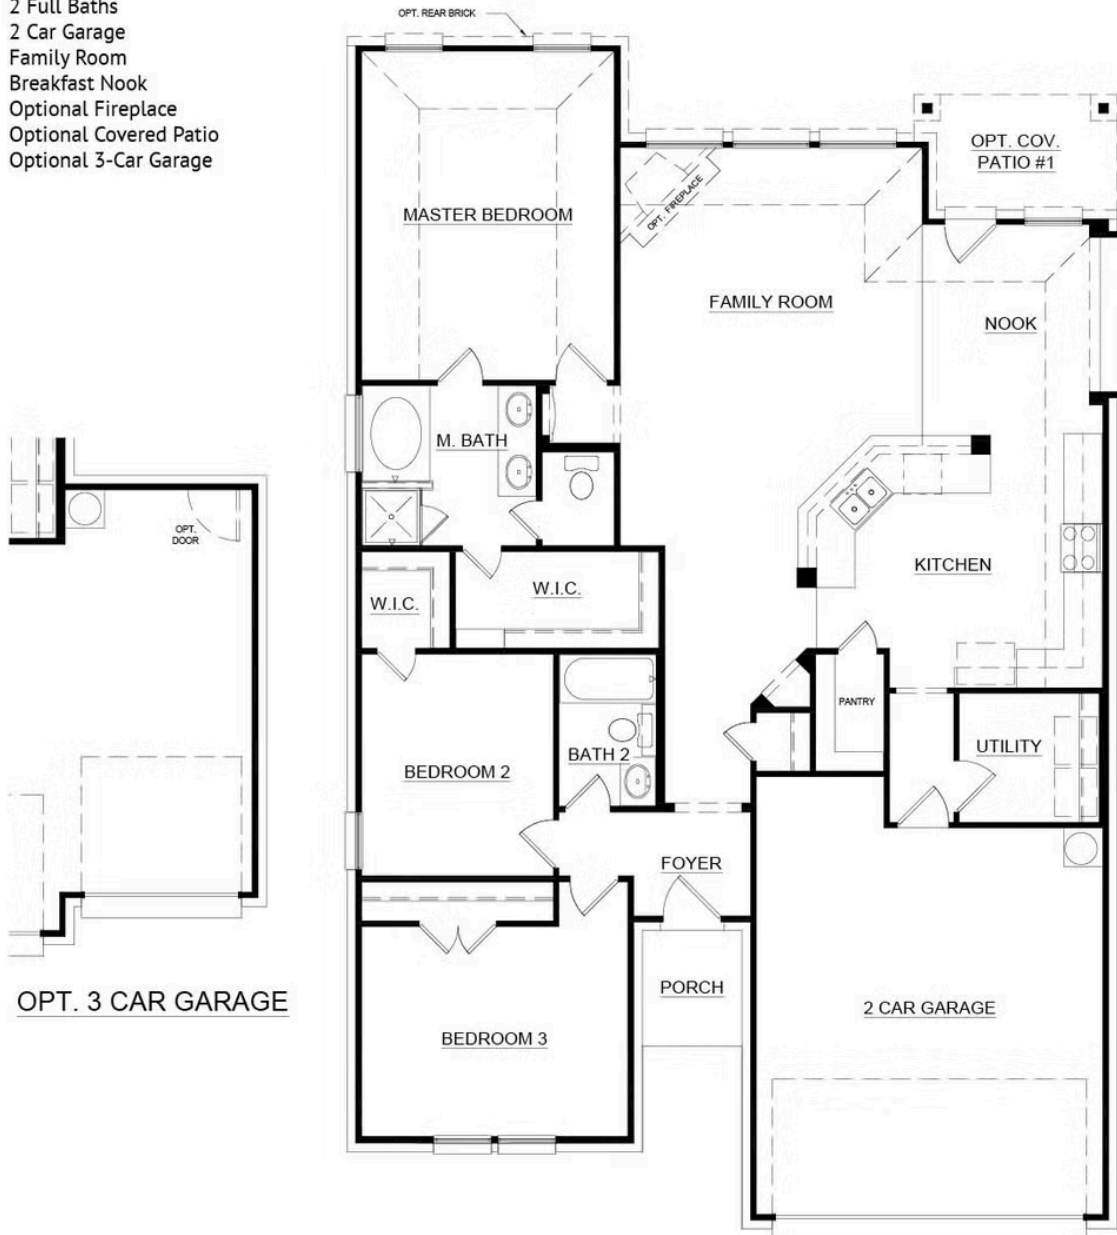 2 Full Baths
2 Car Garage
Family Room
Breakfast Nook
Optional Fireplace
Optional Covered Patio
Optional 3-Car Garage
OPT. REAR BRICK
OPT. COV.
PATIO #1
OPT. FIREPLACE
MASTER BEDROOM
FAMILY ROOM
NOOK
M. BATH
OPT.
DOOR
KITCHEN
W.I.C.
W.I.C.
PANTRY
UTILITY
BATH 2
BEDROOM 2
FOYER
PORCH
OPT. 3 CAR GARAGE
2 CAR GARAGE
BEDROOM 3